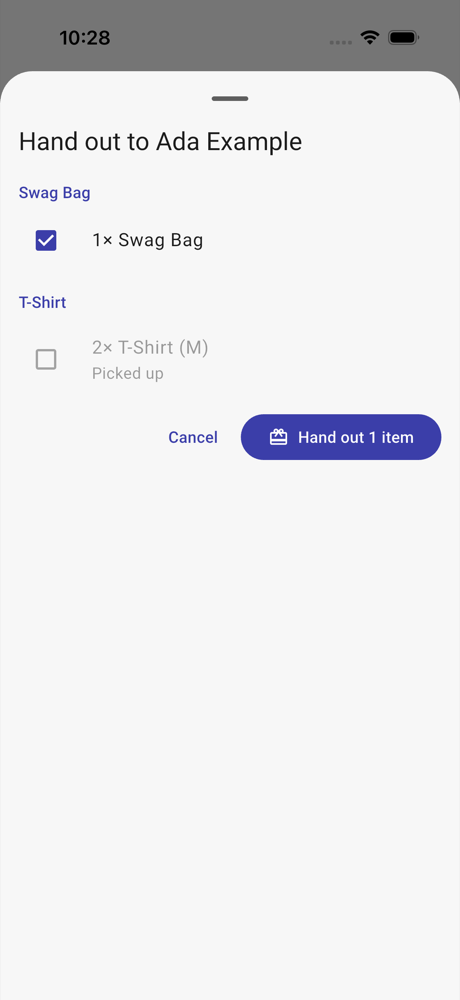 10:28
Hand out to Ada Example
Swag Bag
1× Swag Bag
T-Shirt
2× T-Shirt (M)
Picked up
Cancel
Hand out 1 item